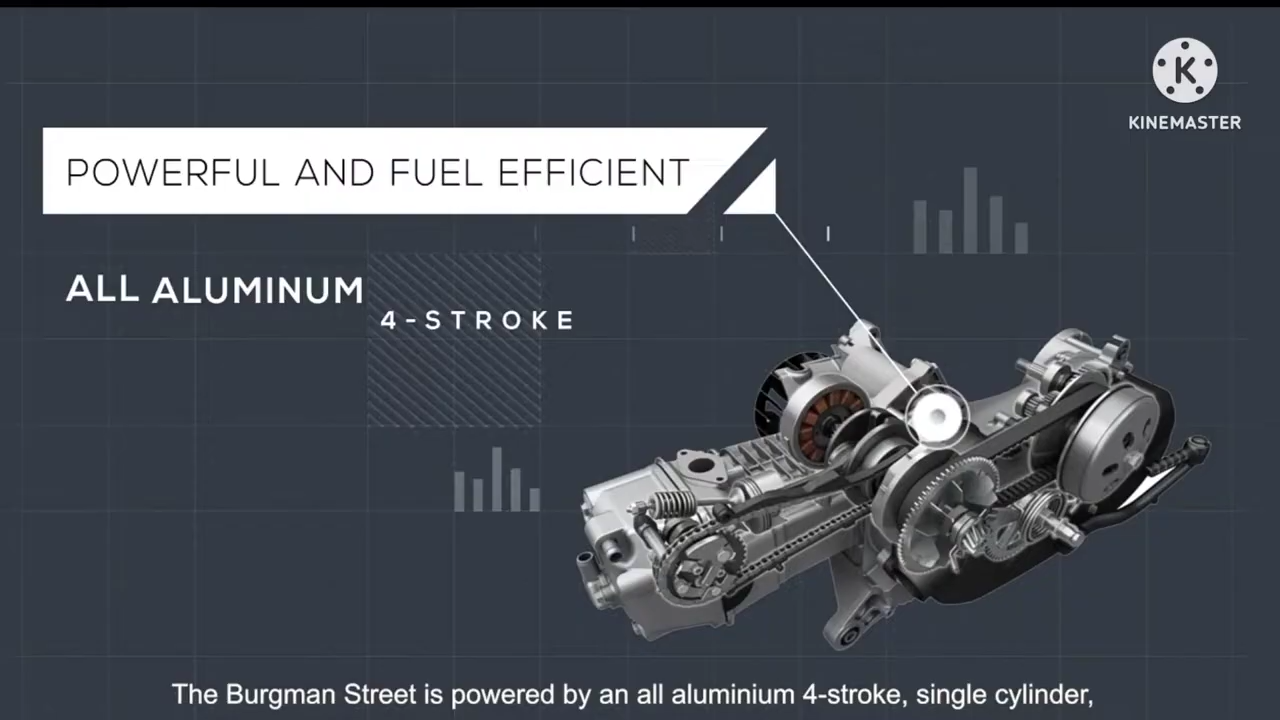 K
KINEMASTER
POWERFUL AND FUEL EFFICIENT
ALL ALUMINUM
4-STROKE
The Burgman Street is powered by an all aluminium 4-stroke, single cylinder,